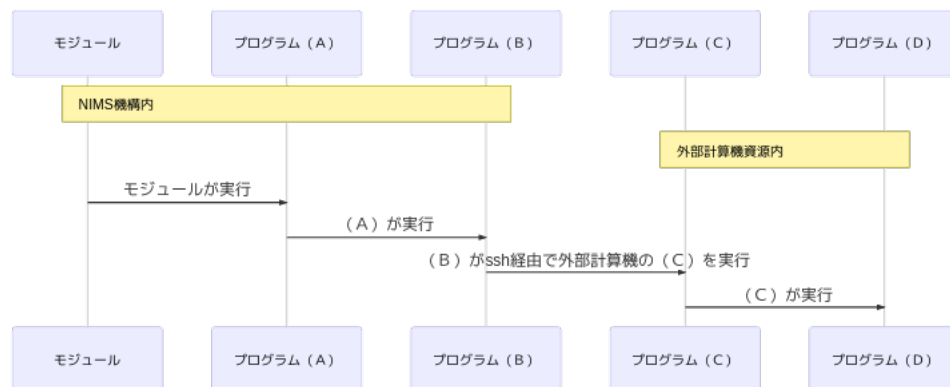 モジュール
プログラム（A）
プログラム（B）
プログラム（C）
プログラム（D）
NIMS機構内
外部計算機資源内
モジュールが実行
（A）が実行
（B）がssh経由で外部計算機の（C）を実行
（C）が実行
モジュール
プログラム（A）
プログラム（B）
プログラム（C）
プログラム（D）